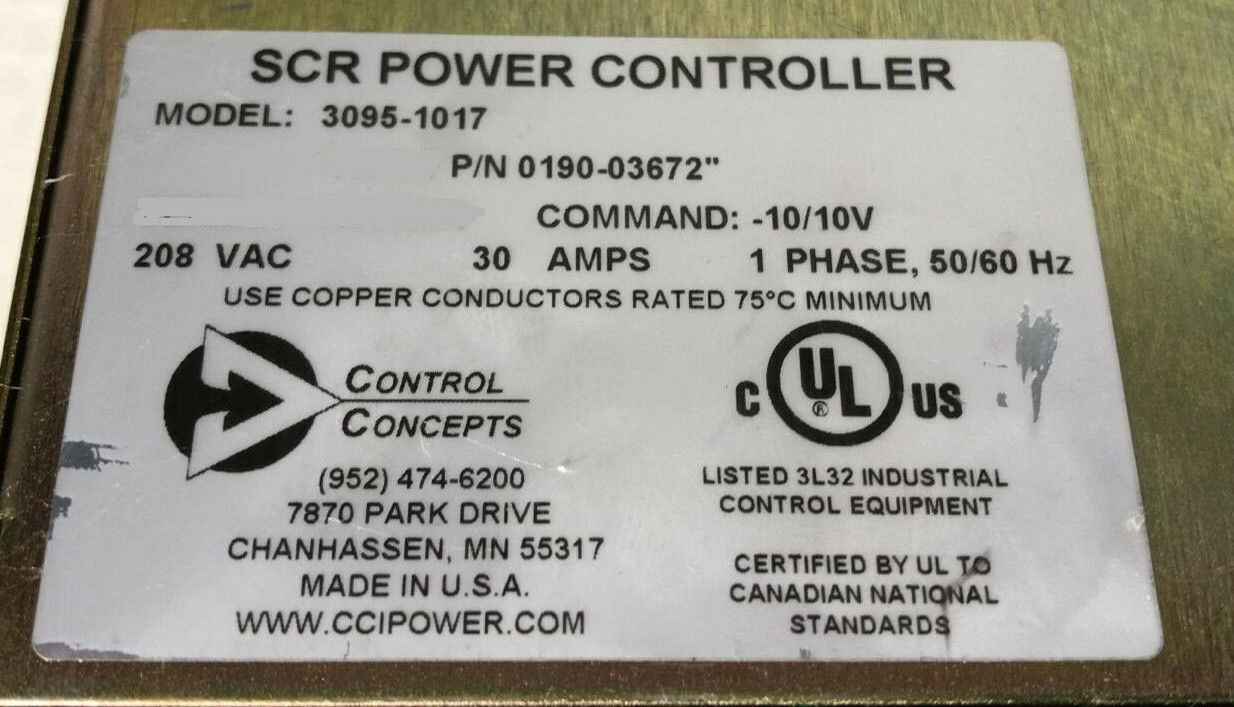 SCR POWER CONTROLLER
MODEL: 3095-1017
P/N 0190-03672"
COMMAND: -10/10V
208 VAC 30 AMPS 1 PHASE, 50/60 Hz
USE COPPER CONDUCTORS RATED 75°C MINIMUM
CONTROL
CONCEPTS
(952) 474-6200
7870 PARK DRIVE
CHANHASSEN, MN 55317
MADE IN U.S.A.
WWW.CCIPOWER.COM
C UL® US
LISTED 3L32 INDUSTRIAL
CONTROL EQUIPMENT
CERTIFIED BY UL TO
CANADIAN NATIONAL
STANDARDS